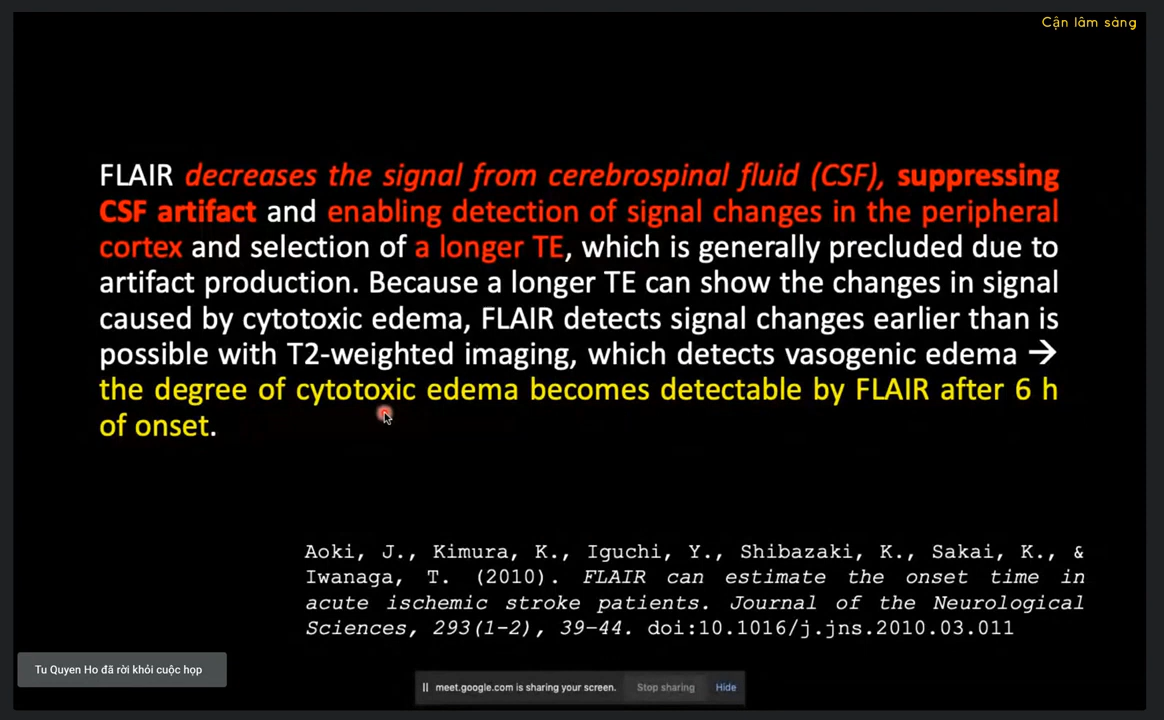 Cận lâm sàng
FLAIR decreases the signal from cerebrospinal fluid (CSF), suppressing
CSF artifact and enabling detection of signal changes in the peripheral
cortex and selection of a longer TE, which is generally precluded due to
artifact production. Because a longer TE can show the changes in signal
caused by cytotoxic edema, FLAIR detects signal changes earlier than is
possible with T2-weighted imaging, which detects vasogenic edema →
the degree of cytotoxic edema becomes detectable by FLAIR after 6 h
of onset.
Aoki, J., Kimura, K., Iguchi, Y., Shibazaki, K., Sakai, K., &
Iwanaga, T. (2010). FLAIR can estimate the onset time in
acute ischemic stroke patients. Journal of the Neurological
Sciences, 293(1-2), 39–44. doi:10.1016/j.jns.2010.03.011
Tu Quyen Ho đã rời khỏi cuộc họp
meet.google.com is sharing your screen. Stop sharing Hide